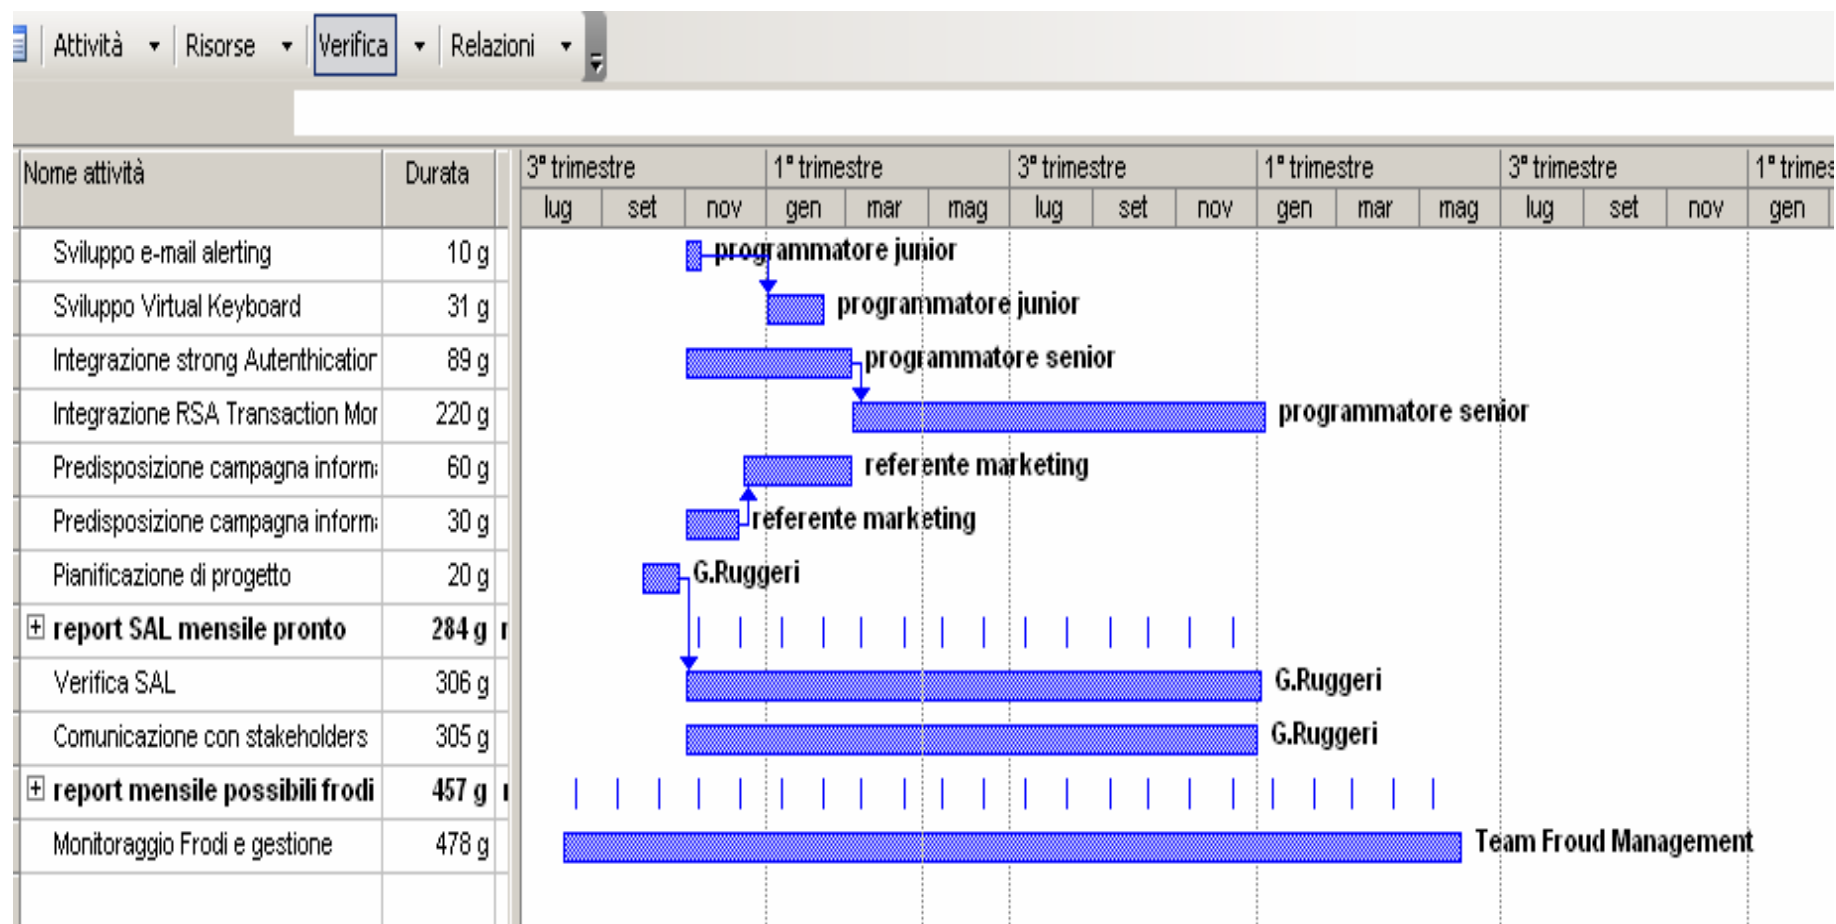 Attività Risorse Verifica Relazioni
Nome attività Durata 3° trimestre 1° trimestre 3° trimestre 1° trimestre 3° trimestre 1° trimes
lug set nov gen mar mag lug set nov gen mar mag lug set nov gen
Sviluppo e-mail alerting 10 g programmatore junior
Sviluppo Virtual Keyboard 31 g programmatore junior
Integrazione strong Autenthication 89 g programmatore senior
Integrazione RSA Transaction Mor 220 g programmatore senior
Predisposizione campagna inform 60 g referente marketing
Predisposizione campagna inform 30 g referente marketing
Pianificazione di progetto 20 g G.Ruggeri
report SAL mensile pronto 284 g
Verifica SAL 306 g G.Ruggeri
Comunicazione con stakeholders 305 g G.Ruggeri
report mensile possibili frodi 457 g
Monitoraggio Frodi e gestione 478 g Team Froud Management